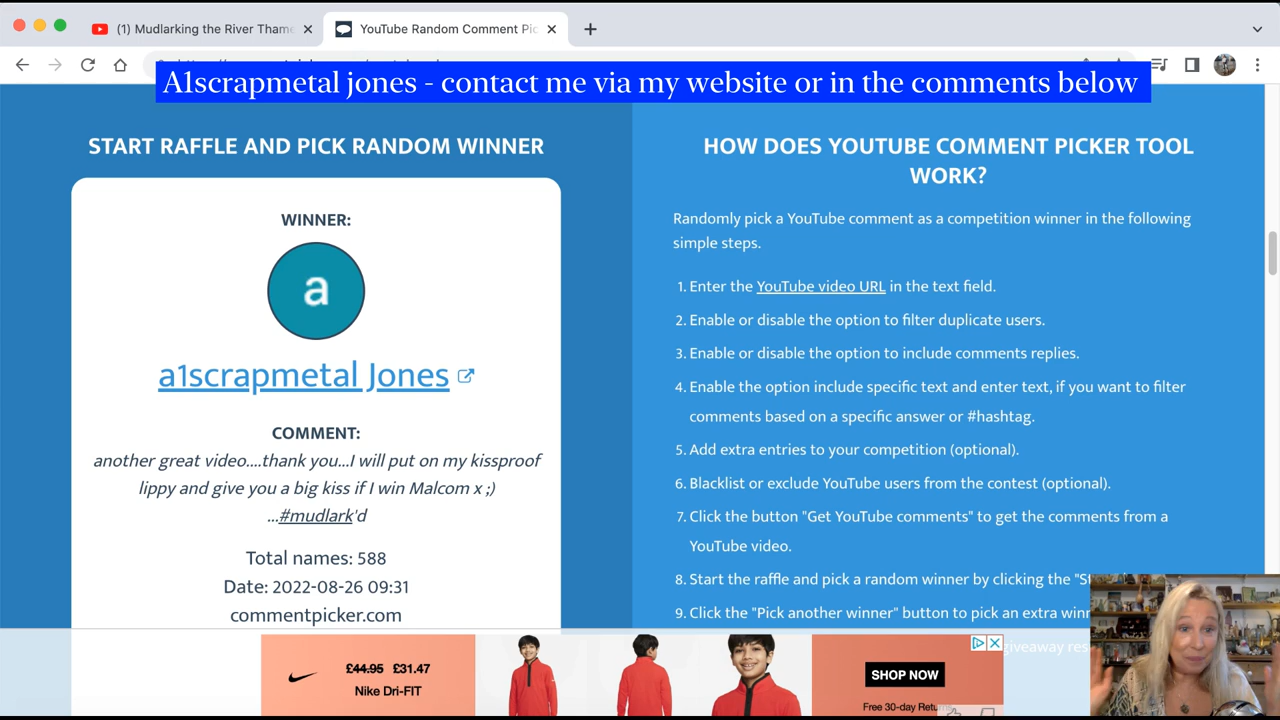 (1) Mudlarking the River Thame
YouTube Random Comment Pic
A1scrapmetal Jones - contact me via my website or in the comments below
START RAFFLE AND PICK RANDOM WINNER
WINNER:
a
a1scrapmetal Jones
COMMENT:
another great video....thank you...I will put on my kissproof
lippy and give you a big kiss if I win Malcom x ;)
...#mudlark'd
Total names: 588
Date: 2022-08-26 09:31
commentpicker.com
HOW DOES YOUTUBE COMMENT PICKER TOOL
WORK?
Randomly pick a YouTube comment as a competition winner in the following
simple steps.
1. Enter the YouTube video URL in the text field.
2. Enable or disable the option to filter duplicate users.
3. Enable or disable the option to include comments replies.
4. Enable the option include specific text and enter text, if you want to filter
comments based on a specific answer or #hashtag.
5. Add extra entries to your competition (optional).
6. Blacklist or exclude YouTube users from the contest (optional).
7. Click the button "Get YouTube comments" to get the comments from a
YouTube video.
8. Start the raffle and pick a random winner by clicking the "S
9. Click the "Pick another winner" button to pick an extra winn
giveaway res
£44.95 £31.47
Nike Dri-FIT
SHOP NOW
Free 30-day Returns